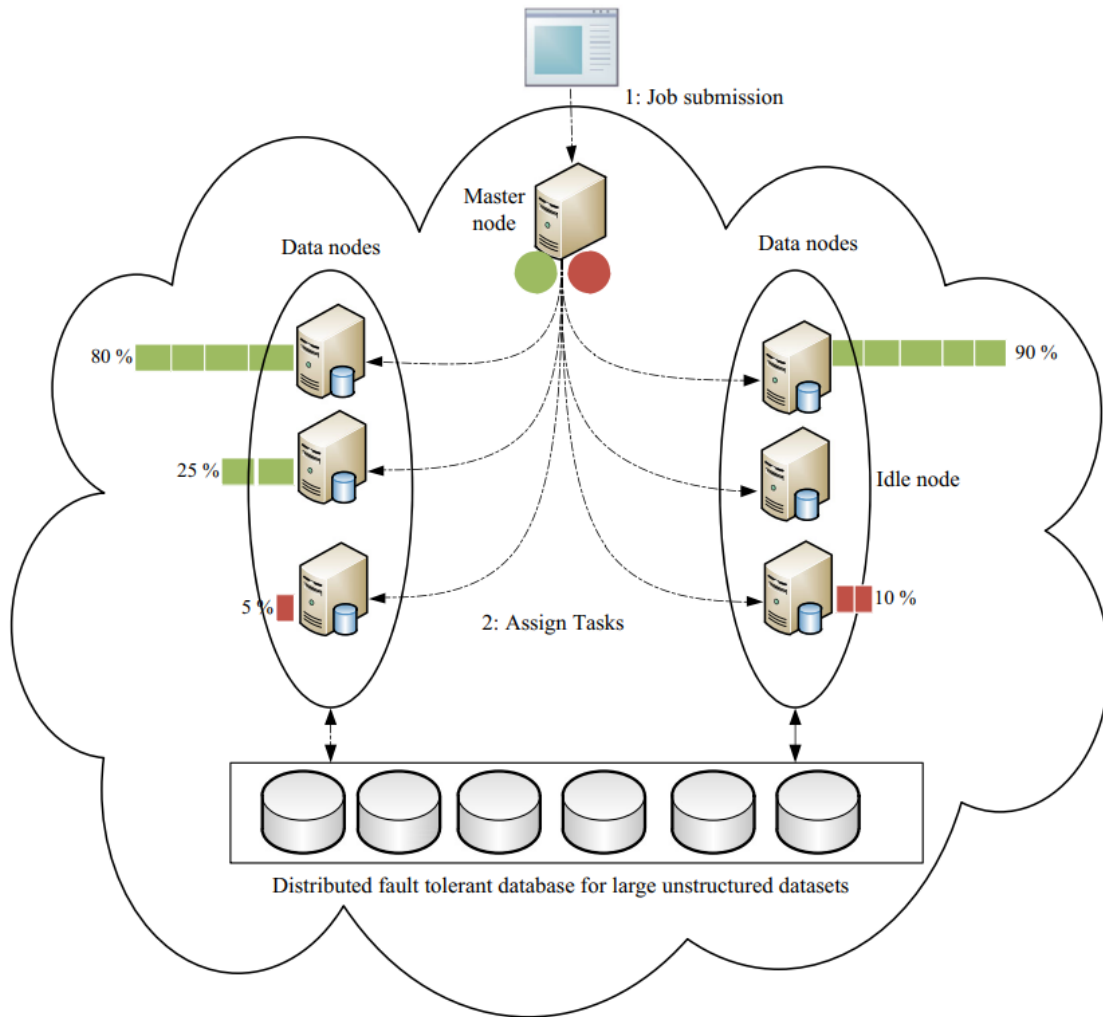 1: Job submission
Master
node
Data nodes
Data nodes
80 %
90 %
25 %
Idle node
5 %
10 %
2: Assign Tasks
Distributed fault tolerant database for large unstructured datasets